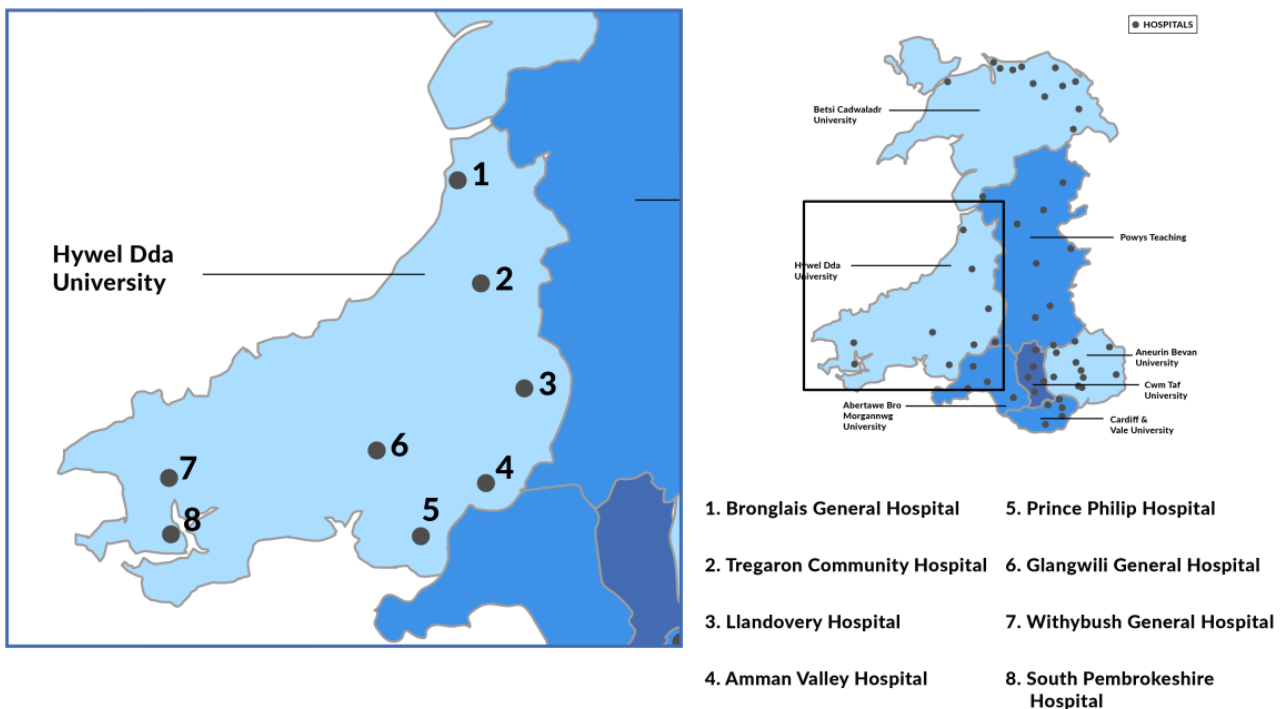 1
Hywel Dda
University
2
3
6
4
7
5
8
HOSPITALS
Betsi Cadwaladr
University
Powys Teaching
Hywel Dda
University
Aneurin Bevan
University
Cwm Taf
University
Abertawe Bro
Morgannwg
University
Cardiff &
Vale University
1. Bronglais General Hospital
2. Tregaron Community Hospital
3. Llandovery Hospital
4. Amman Valley Hospital
5. Prince Philip Hospital
6. Glangwili General Hospital
7. Withybush General Hospital
8. South Pembrokeshire
Hospital